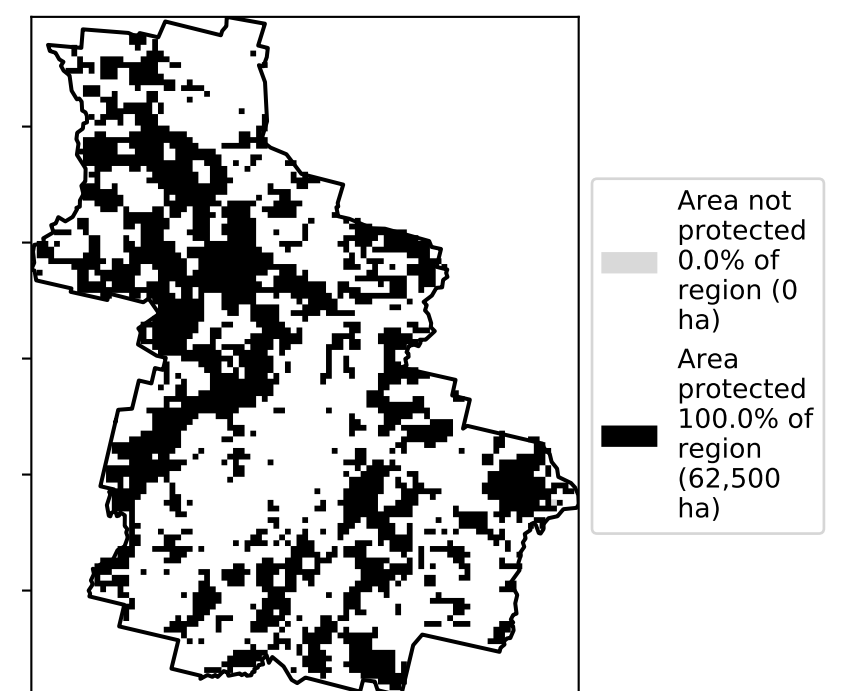 Area not
protected
0.0% of
region (0
ha)
Area
protected
100.0% of
region
(62,500
ha)